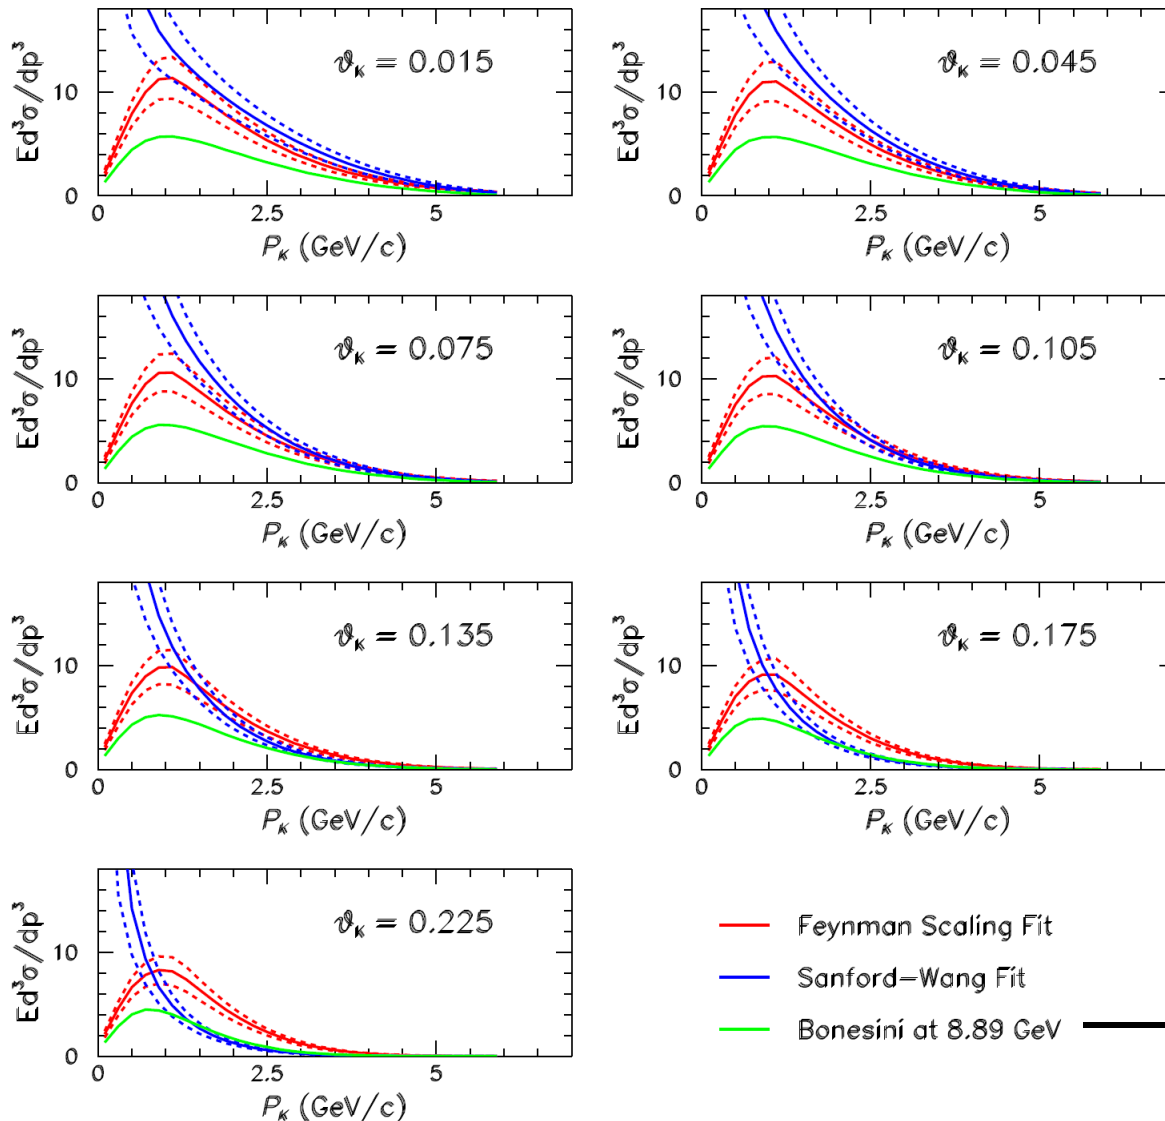 Ed³σ/dp³
10
0
ϑ_K = 0.015
0 2.5 5
P_K (GeV/c)
Ed³σ/dp³
10
0
ϑ_K = 0.045
0 2.5 5
P_K (GeV/c)
Ed³σ/dp³
10
0
ϑ_K = 0.075
0 2.5 5
P_K (GeV/c)
Ed³σ/dp³
10
0
ϑ_K = 0.105
0 2.5 5
P_K (GeV/c)
Ed³σ/dp³
10
0
ϑ_K = 0.135
0 2.5 5
P_K (GeV/c)
Ed³σ/dp³
10
0
ϑ_K = 0.175
0 2.5 5
P_K (GeV/c)
Ed³σ/dp³
10
0
ϑ_K = 0.225
0 2.5 5
P_K (GeV/c)
Feynman Scaling Fit
Sanford-Wang Fit
Bonesini at 8.89 GeV